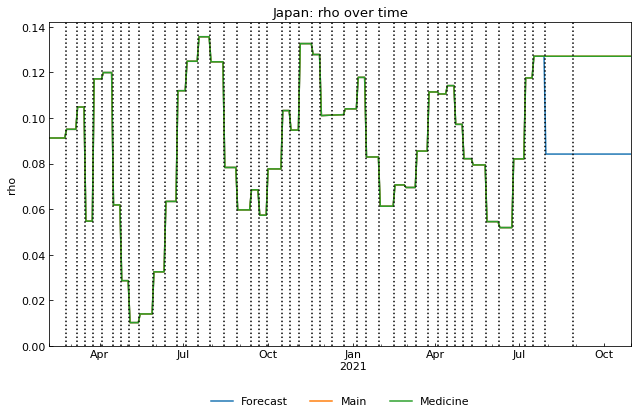 Japan: rho over time
0.14
0.12
0.10
0.08
0.06
0.04
0.02
0.00
rho
Apr Jul Oct Jan Apr Jul Oct
2021
Forecast Main Medicine